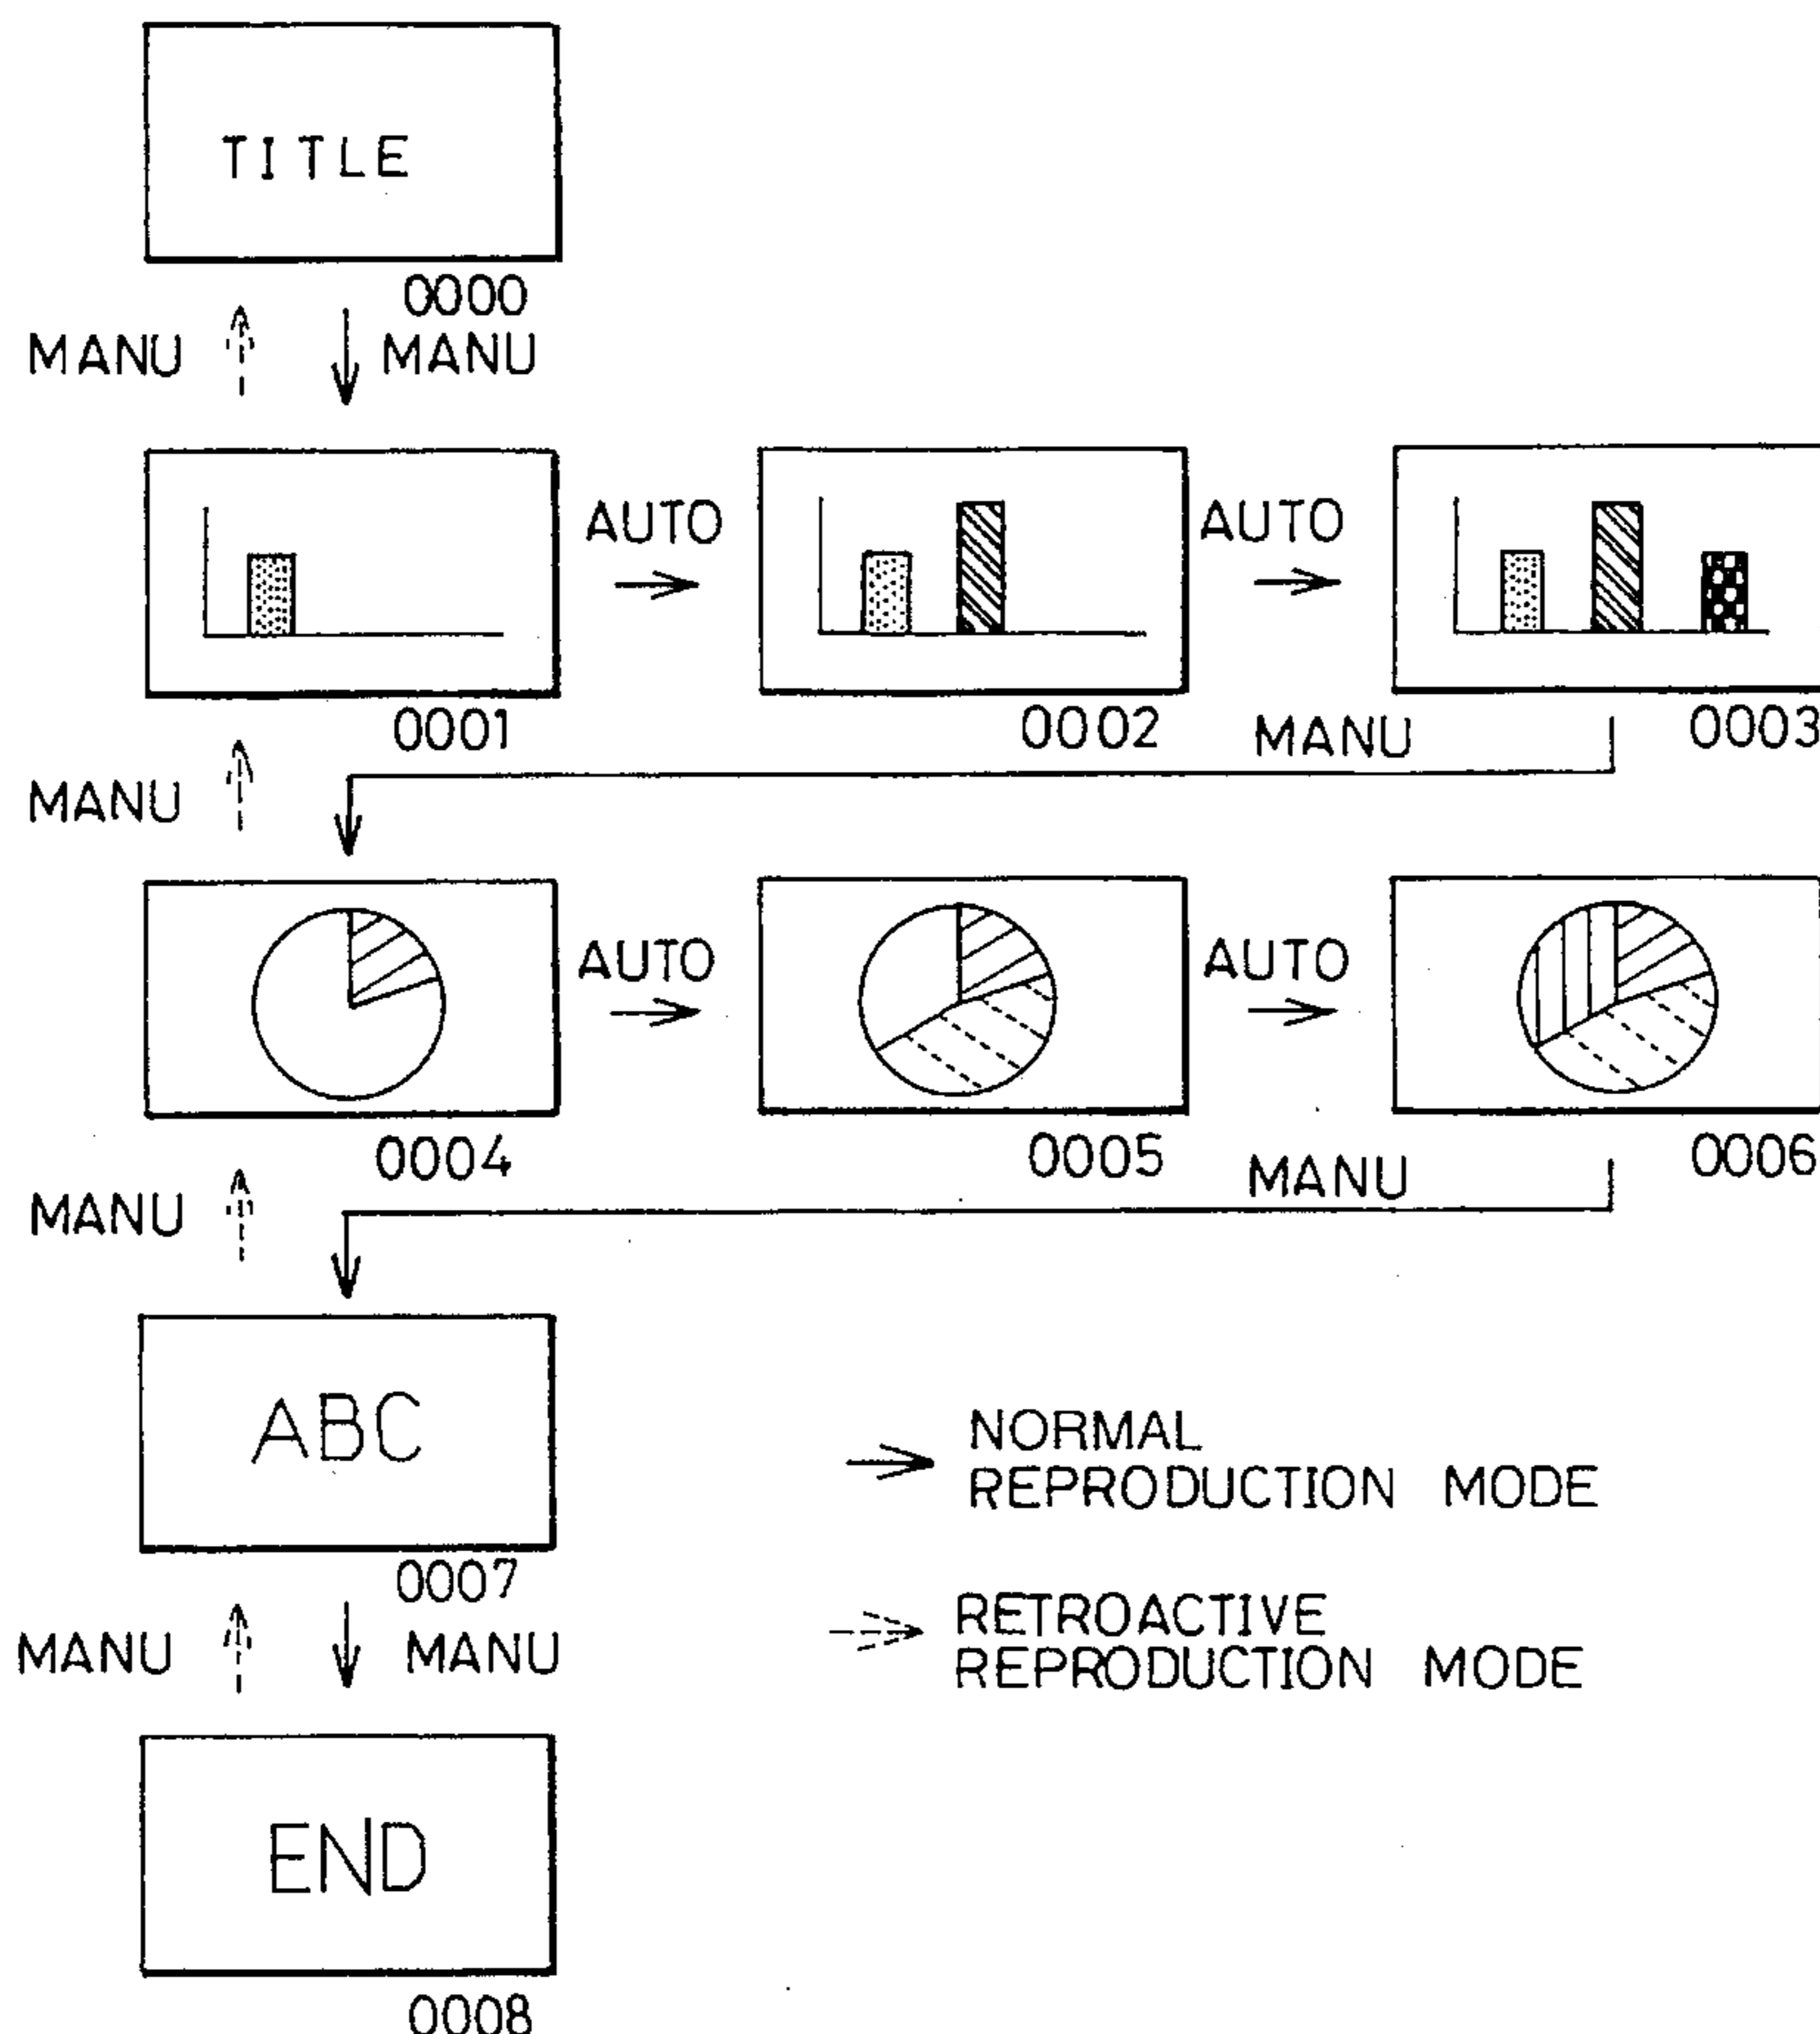 TITLE
0000
MANU
MANU
AUTO
AUTO
0001
0002
MANU
0003
MANU
AUTO
AUTO
0004
0005
MANU
0006
MANU
ABC
NORMAL
REPRODUCTION MODE
0007
MANU
MANU
RETROACTIVE
REPRODUCTION MODE
END
0008